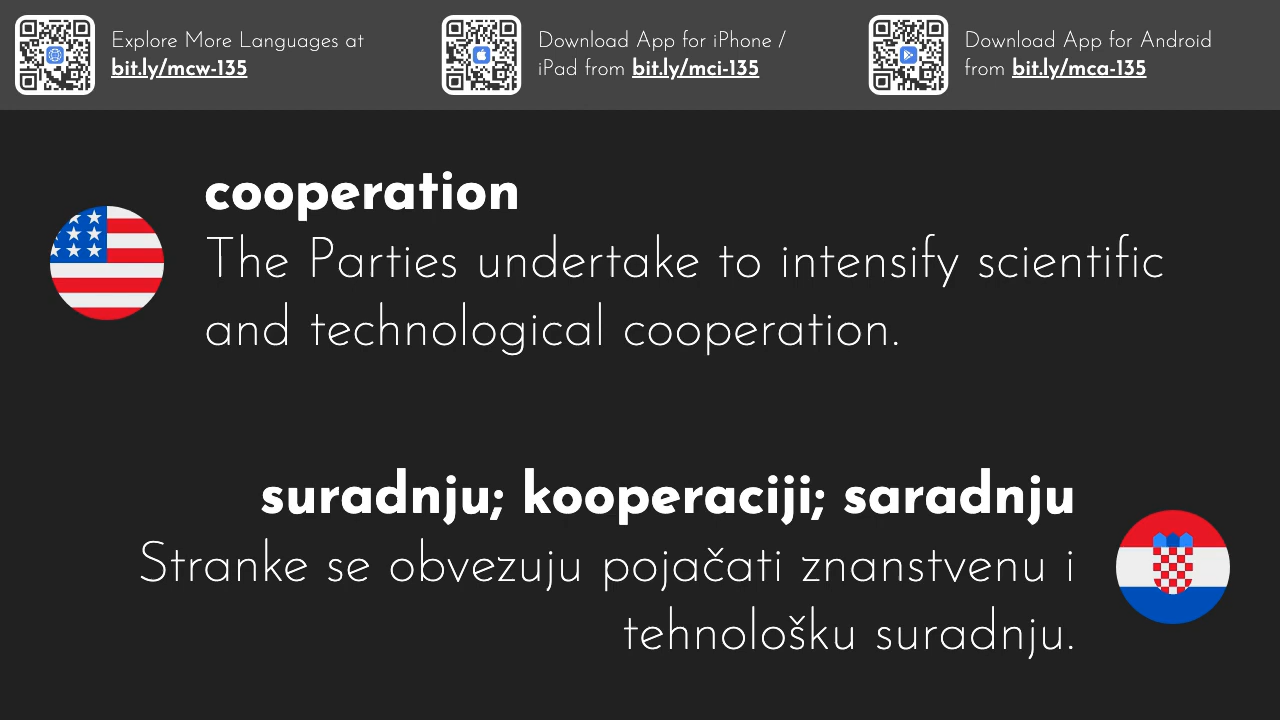 Explore More Languages at
bit.ly/mcw-135
Download App for iPhone /
iPad from bit.ly/mci-135
Download App for Android
from bit.ly/mca-135
cooperation
The Parties undertake to intensify scientific
and technological cooperation.
suradnju; kooperaciji; saradnju
Stranke se obvezuju pojačati znanstvenu i
tehnološku suradnju.